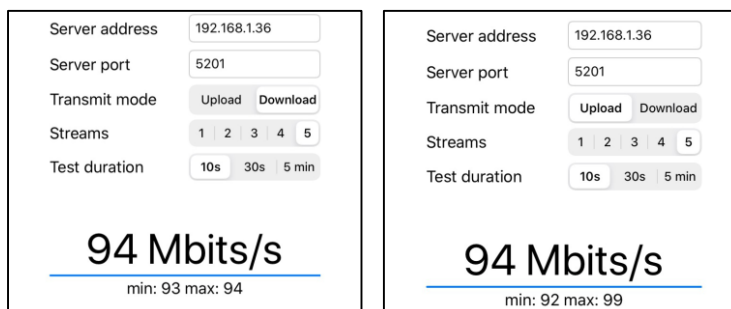 Server address 192.168.1.36
Server port 5201
Transmit mode Upload Download
Streams 1 2 3 4 5
Test duration 10s 30s 5 min
94 Mbits/s
min: 93 max: 94
Server address 192.168.1.36
Server port 5201
Transmit mode Upload Download
Streams 1 2 3 4 5
Test duration 10s 30s 5 min
94 Mbits/s
min: 92 max: 99